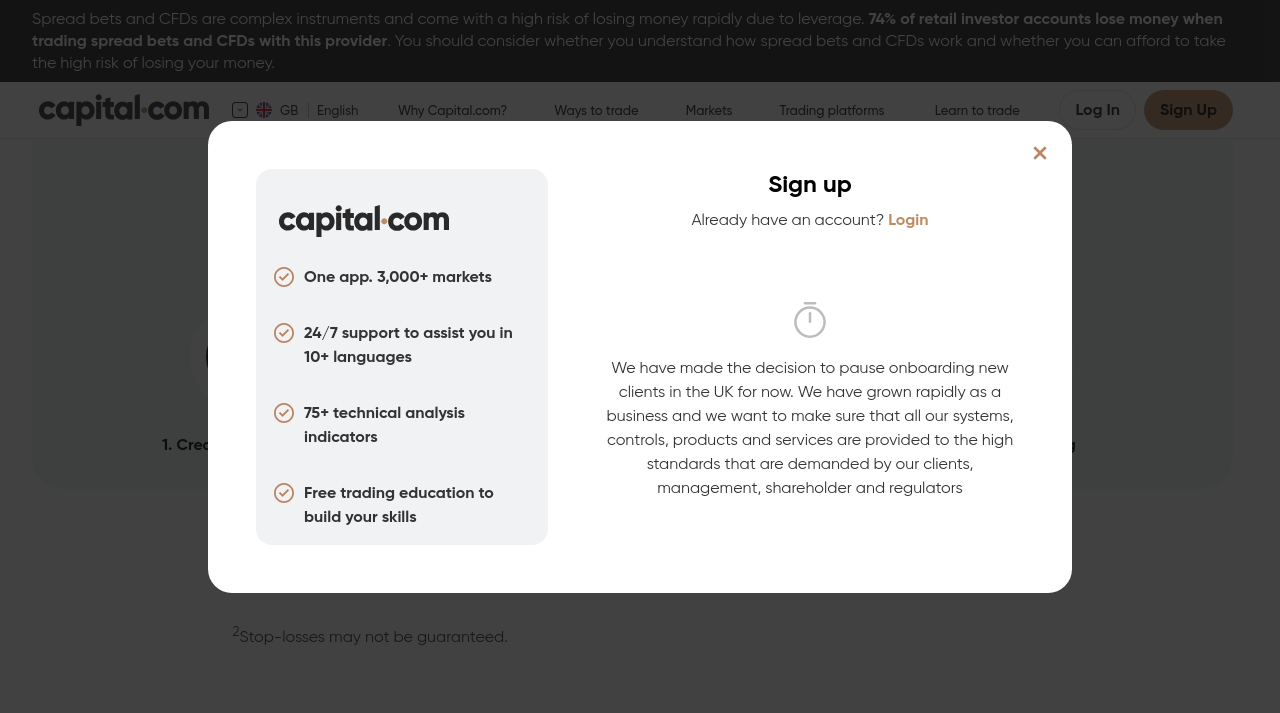 Spread bets and CFDs are complex instruments and come with a high risk of losing money rapidly due to leverage. 74% of retail investor accounts lose money when
trading spread bets and CFDs with this provider. You should consider whether you understand how spread bets and CFDs work and whether you can afford to take
the high risk of losing your money.
capital.com GB English Why Capital.com? Ways to trade Markets Trading platforms Learn to trade Log In Sign Up
capital.com
One app. 3,000+ markets
24/7 support to assist you in
10+ languages
75+ technical analysis
indicators
Free trading education to
build your skills
Sign up
Already have an account? Login
We have made the decision to pause onboarding new
clients in the UK for now. We have grown rapidly as a
business and we want to make sure that all our systems,
controls, products and services are provided to the high
standards that are demanded by our clients,
management, shareholder and regulators
1.
2Stop-losses may not be guaranteed.